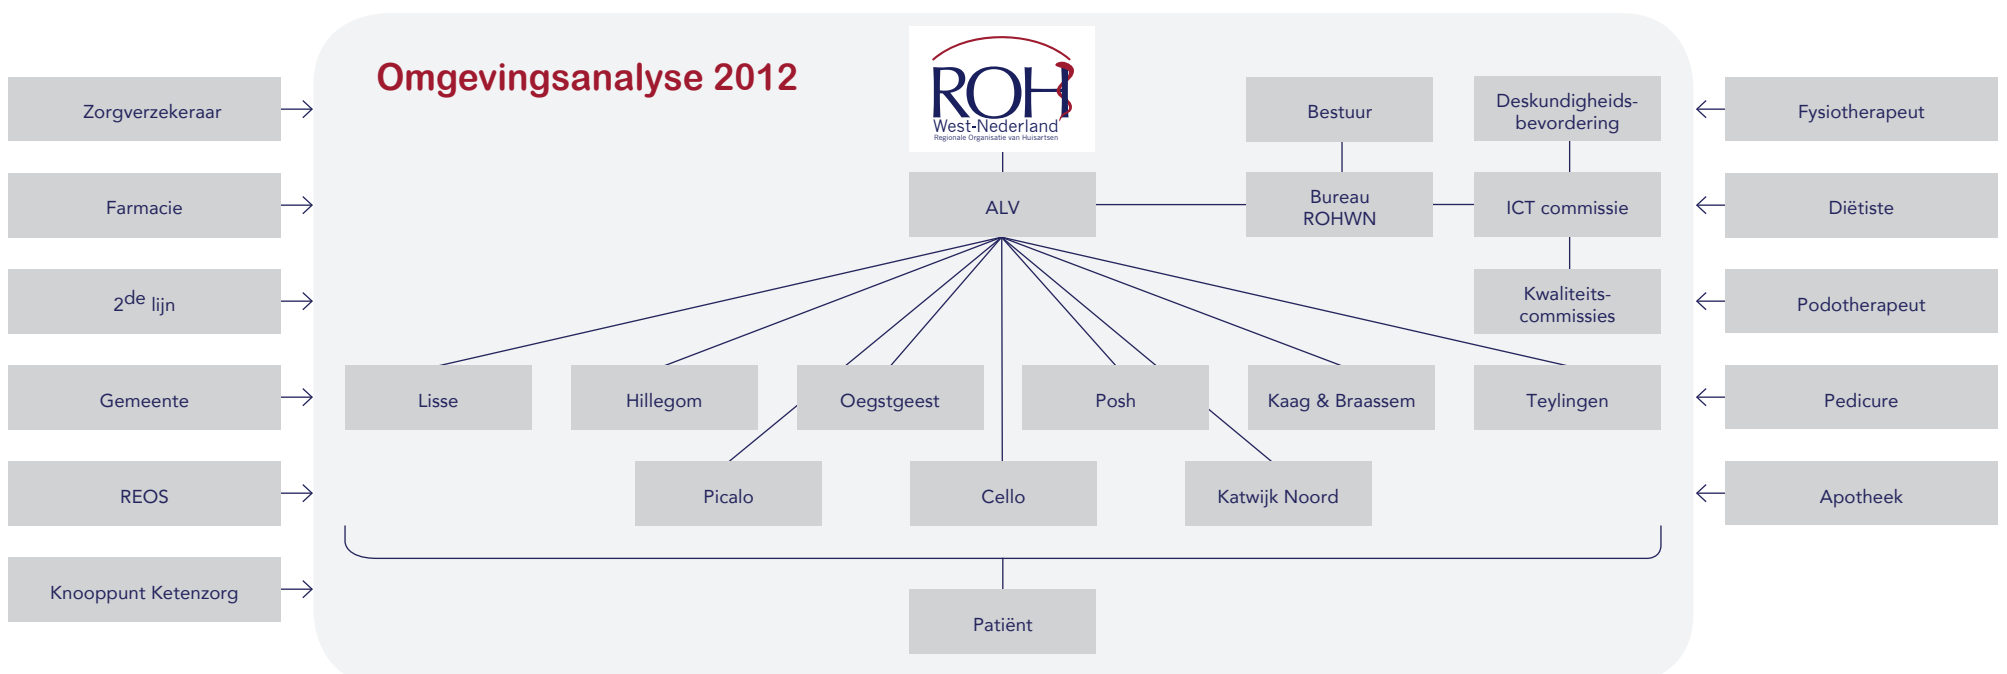 Omgevingsanalyse 2012
ROH
West-Nederland
Regionale Organisatie van Huisartsen
Zorgverzekeraar
Farmacie
2de lijn
Gemeente
REOS
Knooppunt Ketenzorg
Bestuur
Deskundigheids-
bevordering
ALV
Bureau
ROHWN
ICT commissie
Kwaliteits-
commissies
Lisse
Hillegom
Oegstgeest
Posh
Kaag & Braassem
Teylingen
Picalo
Cello
Katwijk Noord
Patiënt
Fysiotherapeut
Diëtiste
Podotherapeut
Pedicure
Apotheek